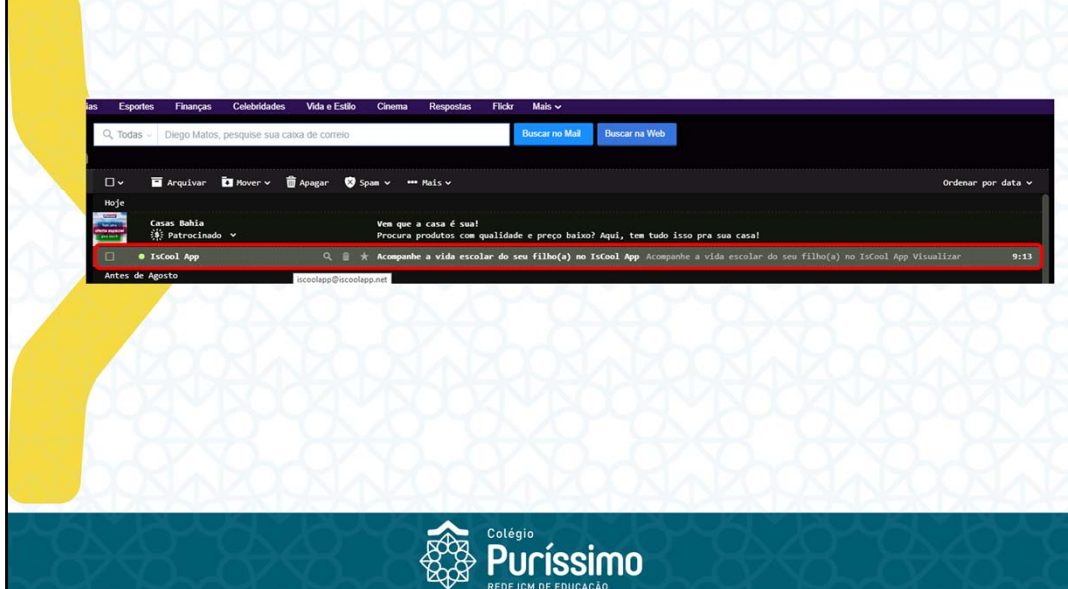 ias Esportes Finanças Celebridades Vida e Estilo Cinema Respostas Flickr Mais
Todas Diego Matos, pesquise sua caixa de correio Buscar no Mail Buscar na Web
Arquivar Mover Apagar Spam ••• Mais Ordenar por data
Hoje
Casas Bahia Vem que a casa é sua!
Patrocinado Procura produtos com qualidade e preço baixo? Aqui, tem tudo isso pra sua casa!
IsCool App Acompanhe a vida escolar do seu filho(a) no IsCool App Acompanhe a vida escolar do seu filho(a) no IsCool App Visualizar 9:13
Antes de Agosto
iscoolapp@iscoolapp.net
Colégio
Puríssimo
REDE ICM DE EDUCAÇÃO